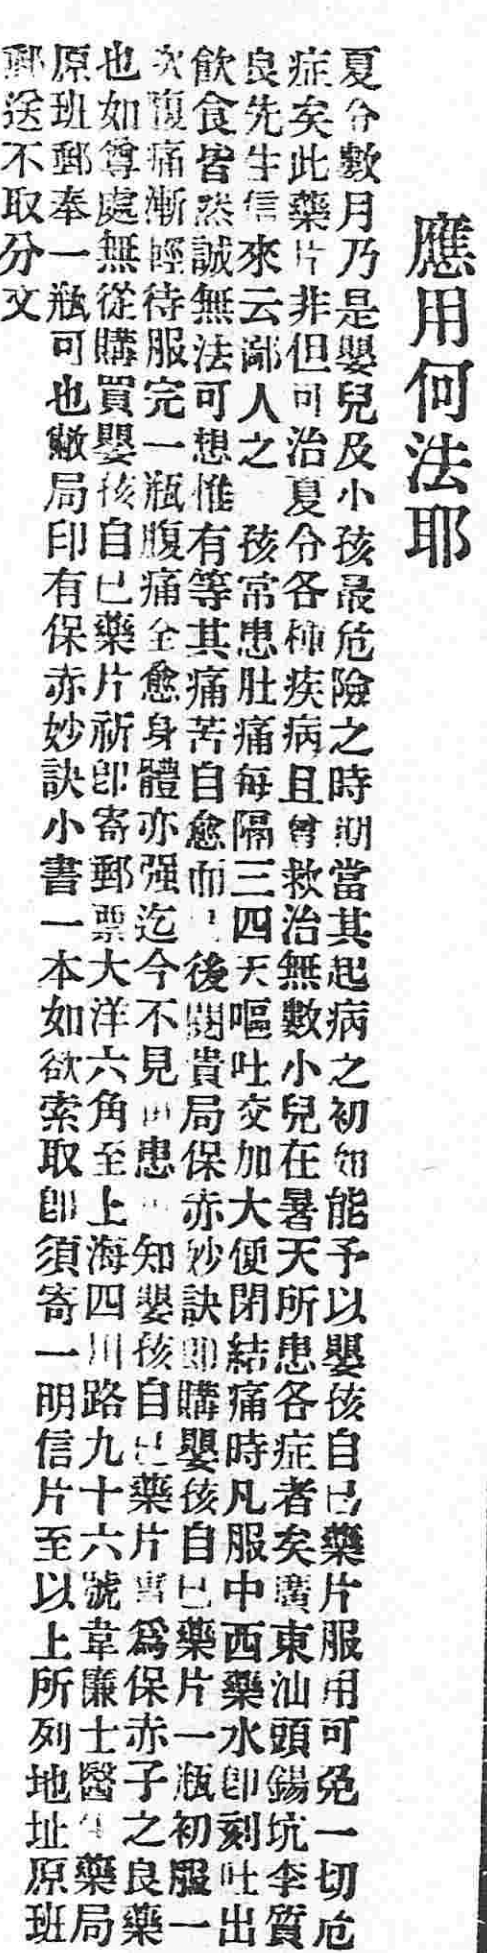 應用何法耶
夏令數月乃是嬰兒及小孩最危險之時期當其起病之初如能予以嬰孩自己藥片服用可免一切危
症矣此藥片非但可治夏令各種疾病且曾救治無數小兒在暑天所患各症者矣廣東汕頭錫坑李質
良先生信來云鄙人之 孩常患肚痛每隔三四天嘔吐交加大便閉結痛時凡服中西藥水卽刻吐出
飲食皆然誠無法可想惟有等其痛苦自愈而已後閱貴局保赤妙訣卽購嬰孩自己藥片一瓶初服一
次腹痛漸輕待服完一瓶腹痛全愈身體亦强迄今不見 患 知嬰孩自己藥片實爲保赤子之良藥
也如尊處無從購買嬰孩自己藥片祈卽寄郵票大洋六角至上海四川路九十六號韋廉士醫生藥局
原班郵奉一瓶可也敝局印有保赤妙訣小書一本如欲索取卽須寄一明信片至以上所列地址原班
郵送不取分文